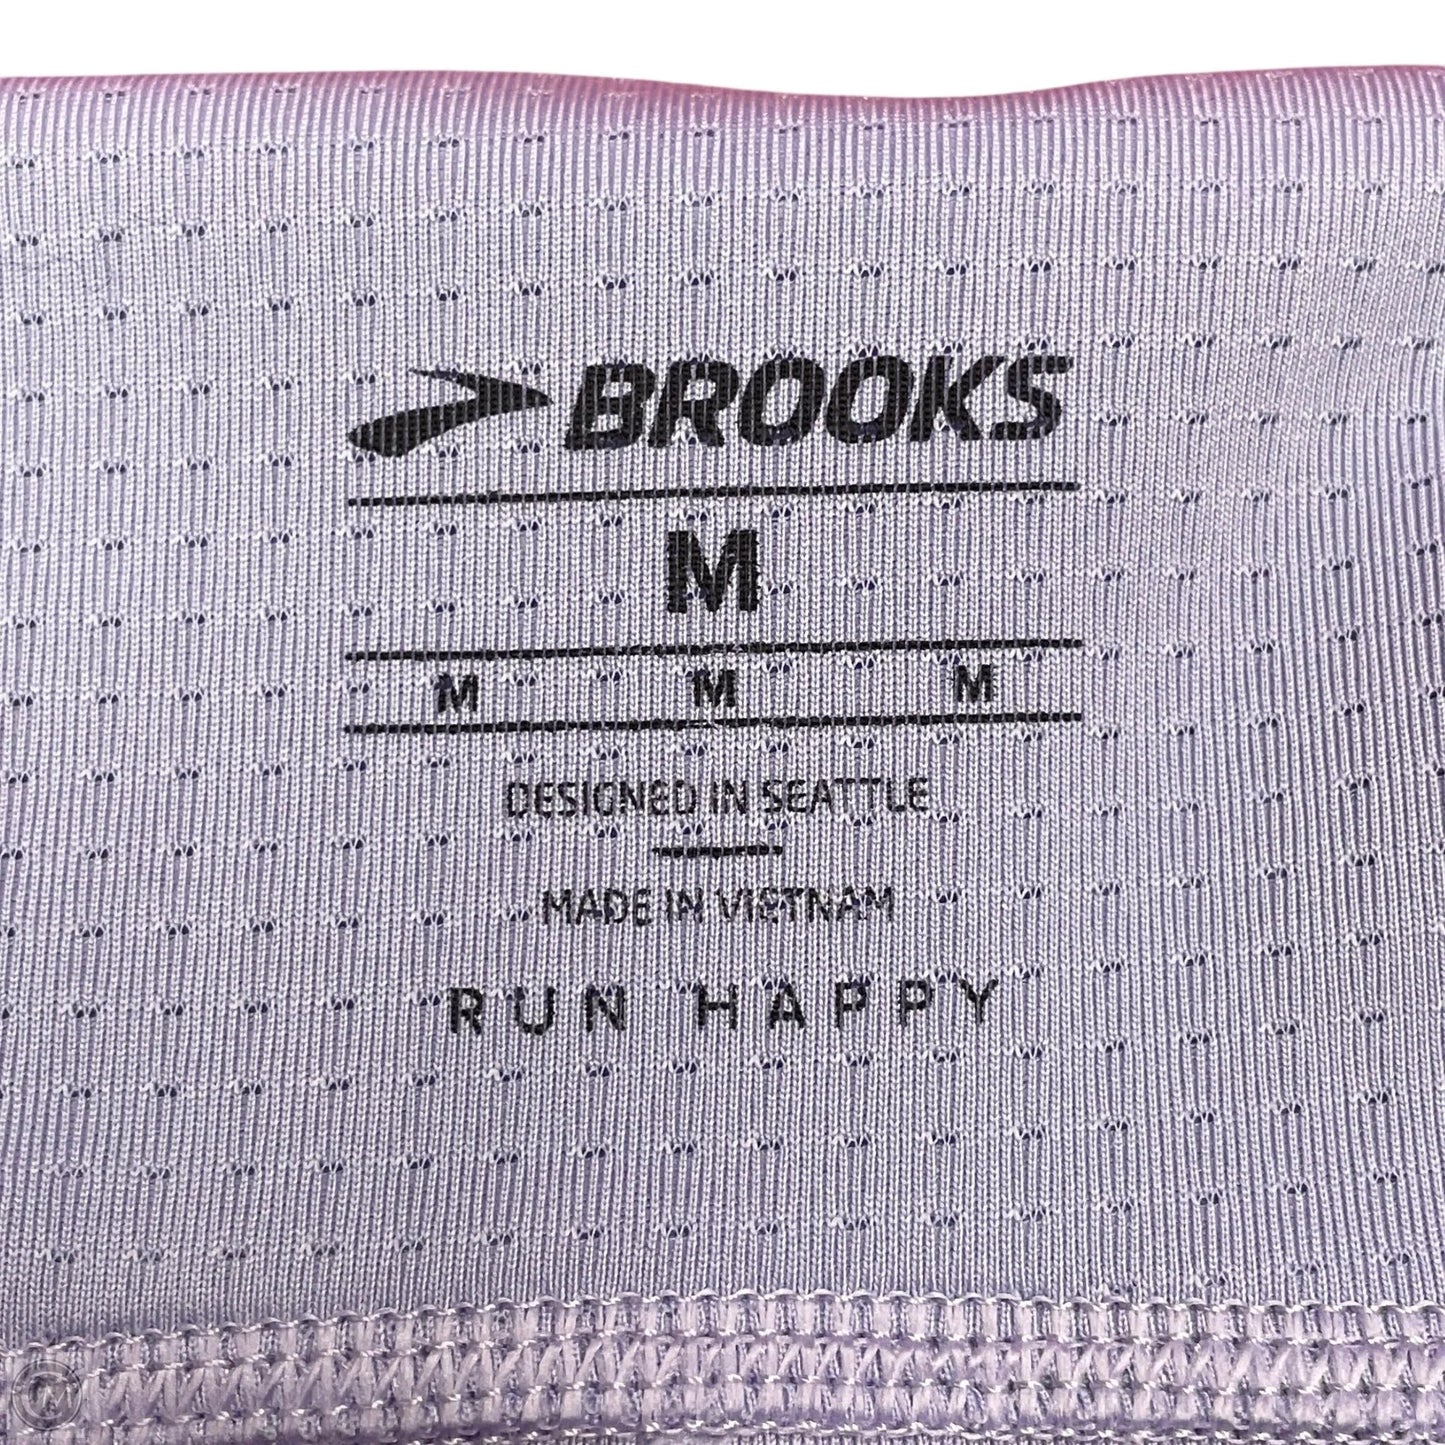 BROOKS
M
M M M
DESIGNED IN SEATTLE
MADE IN VIETNAM
RUN HAPPY